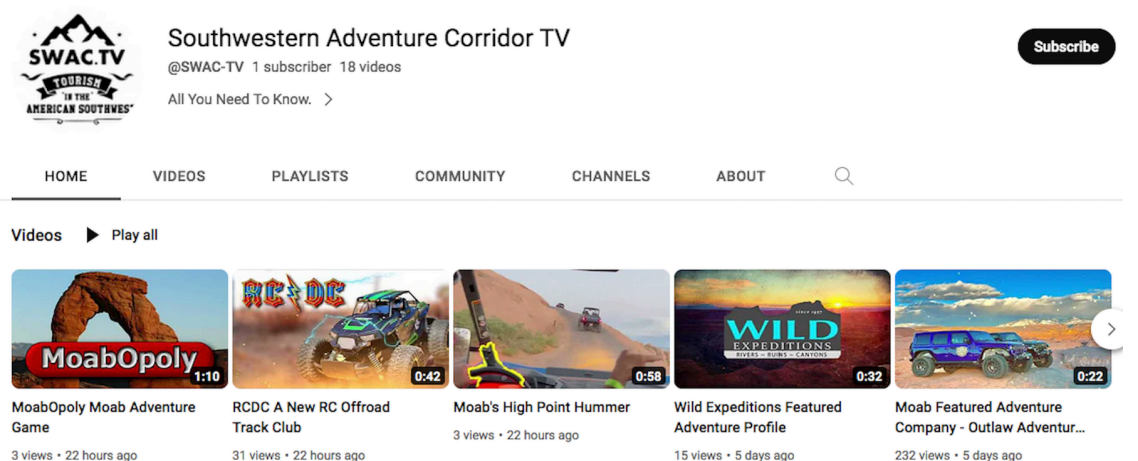 SWAC.TV
TOURISM
IN THE
AMERICAN SOUTHWEST
Southwestern Adventure Corridor TV
@SWAC-TV 1 subscriber 18 videos
All You Need To Know.
Subscribe
HOME VIDEOS PLAYLISTS COMMUNITY CHANNELS ABOUT
Videos Play all
MoabOpoly
1:10
RC DC
0:42
0:58
since 1957
WILD
EXPEDITIONS
RIVERS ~ RUINS ~ CANYONS
0:32
0:22
MoabOpoly Moab Adventure
Game
3 views • 22 hours ago
RCDC A New RC Offroad
Track Club
31 views • 22 hours ago
Moab's High Point Hummer
3 views • 22 hours ago
Wild Expeditions Featured
Adventure Profile
15 views • 5 days ago
Moab Featured Adventure
Company - Outlaw Adventur...
232 views • 5 days ago